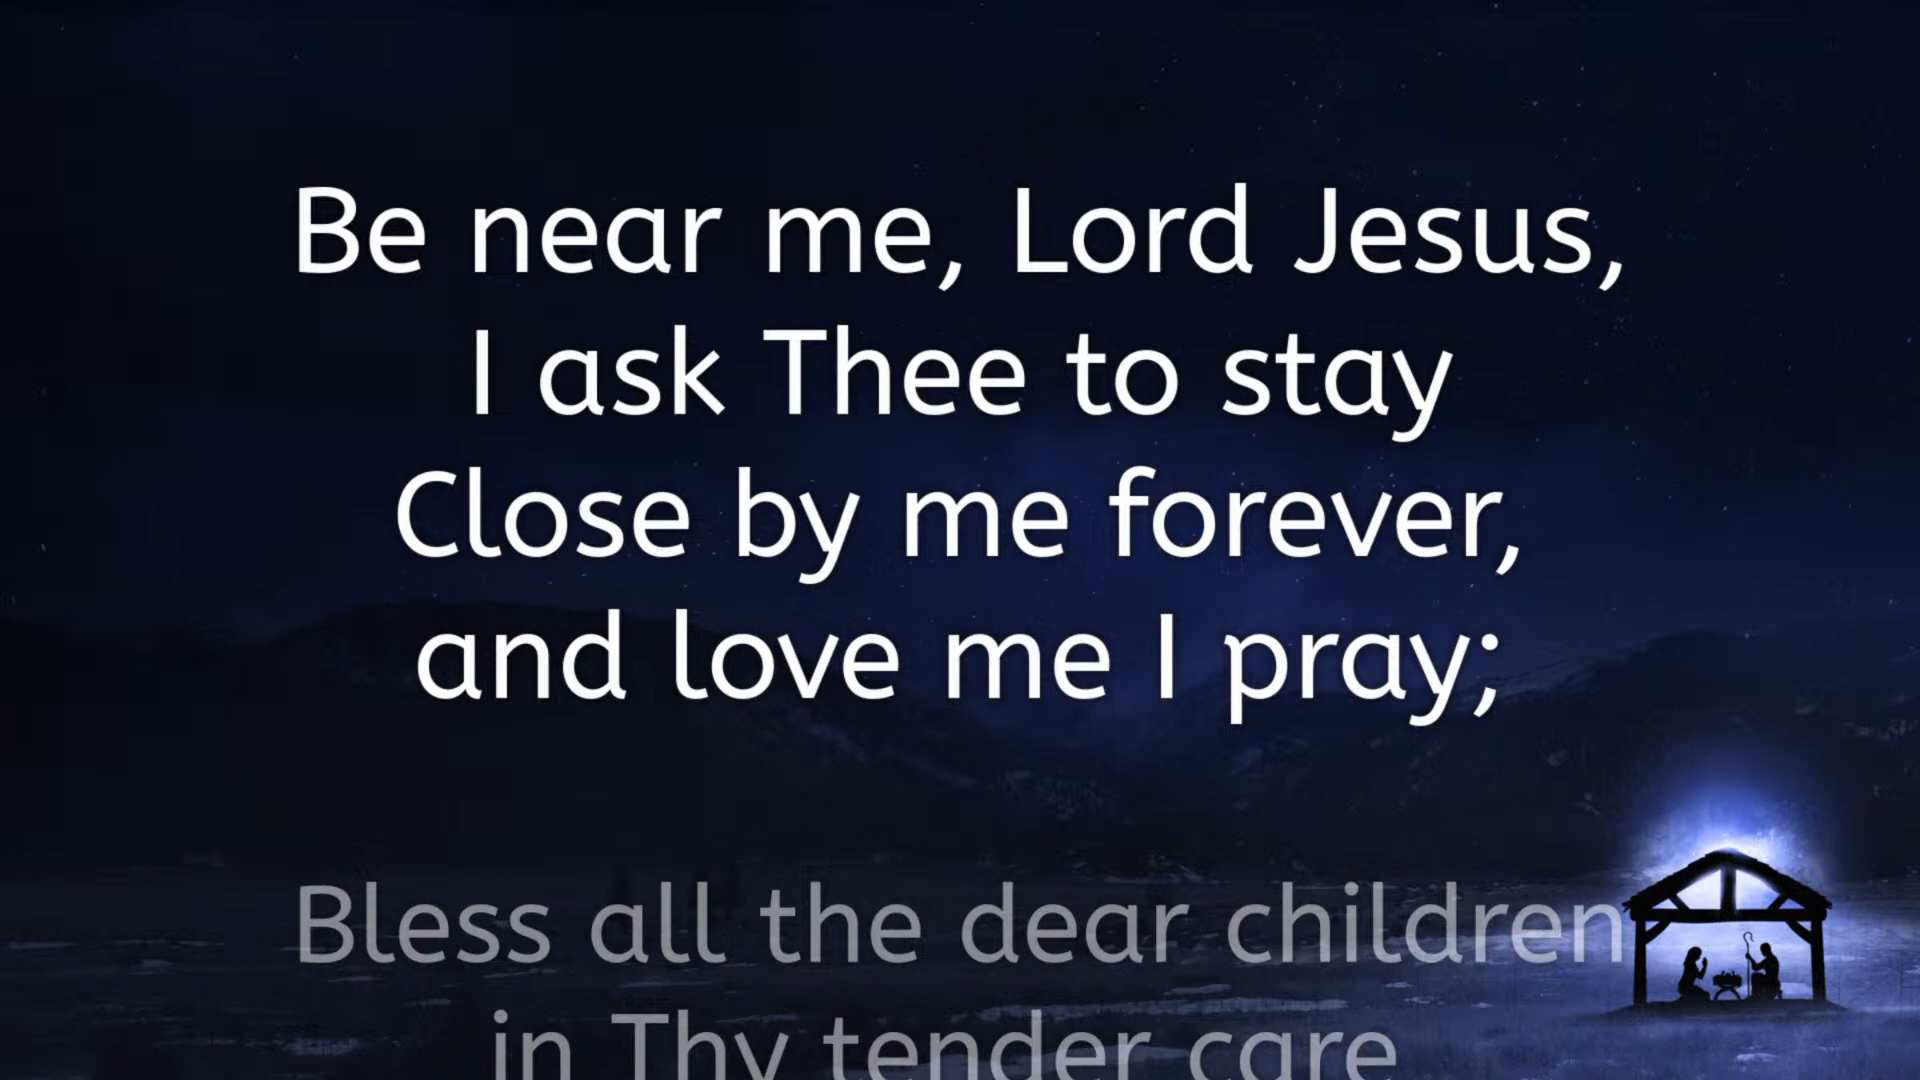 Be near me, Lord Jesus,
I ask Thee to stay
Close by me forever,
and love me I pray;
Bless all the dear children
in Thy tender care